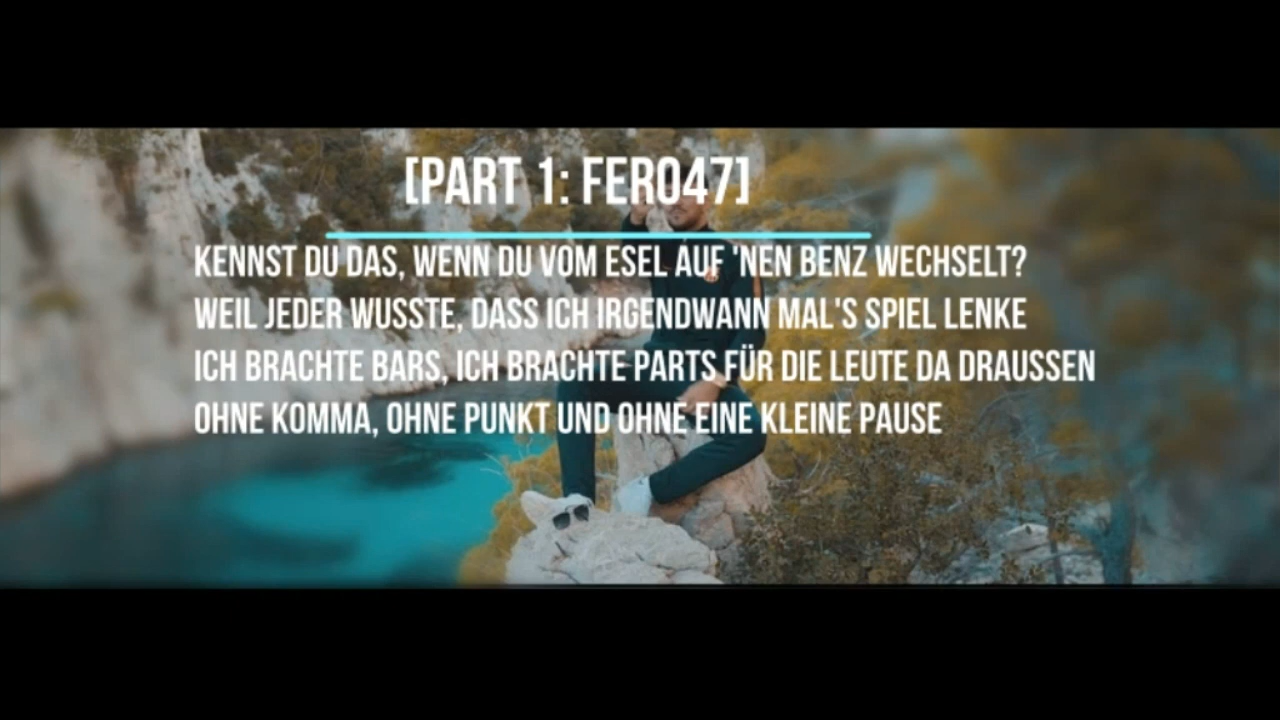 [PART 1: FERO47]
KENNST DU DAS, WENN DU VOM ESEL AUF 'NEN BENZ WECHSELT?
WEIL JEDER WUSSTE, DASS ICH IRGENDWANN MAL'S SPIEL LENKE
ICH BRACHTE BARS, ICH BRACHTE PARTS FÜR DIE LEUTE DA DRAUSSEN
OHNE KOMMA, OHNE PUNKT UND OHNE EINE KLEINE PAUSE